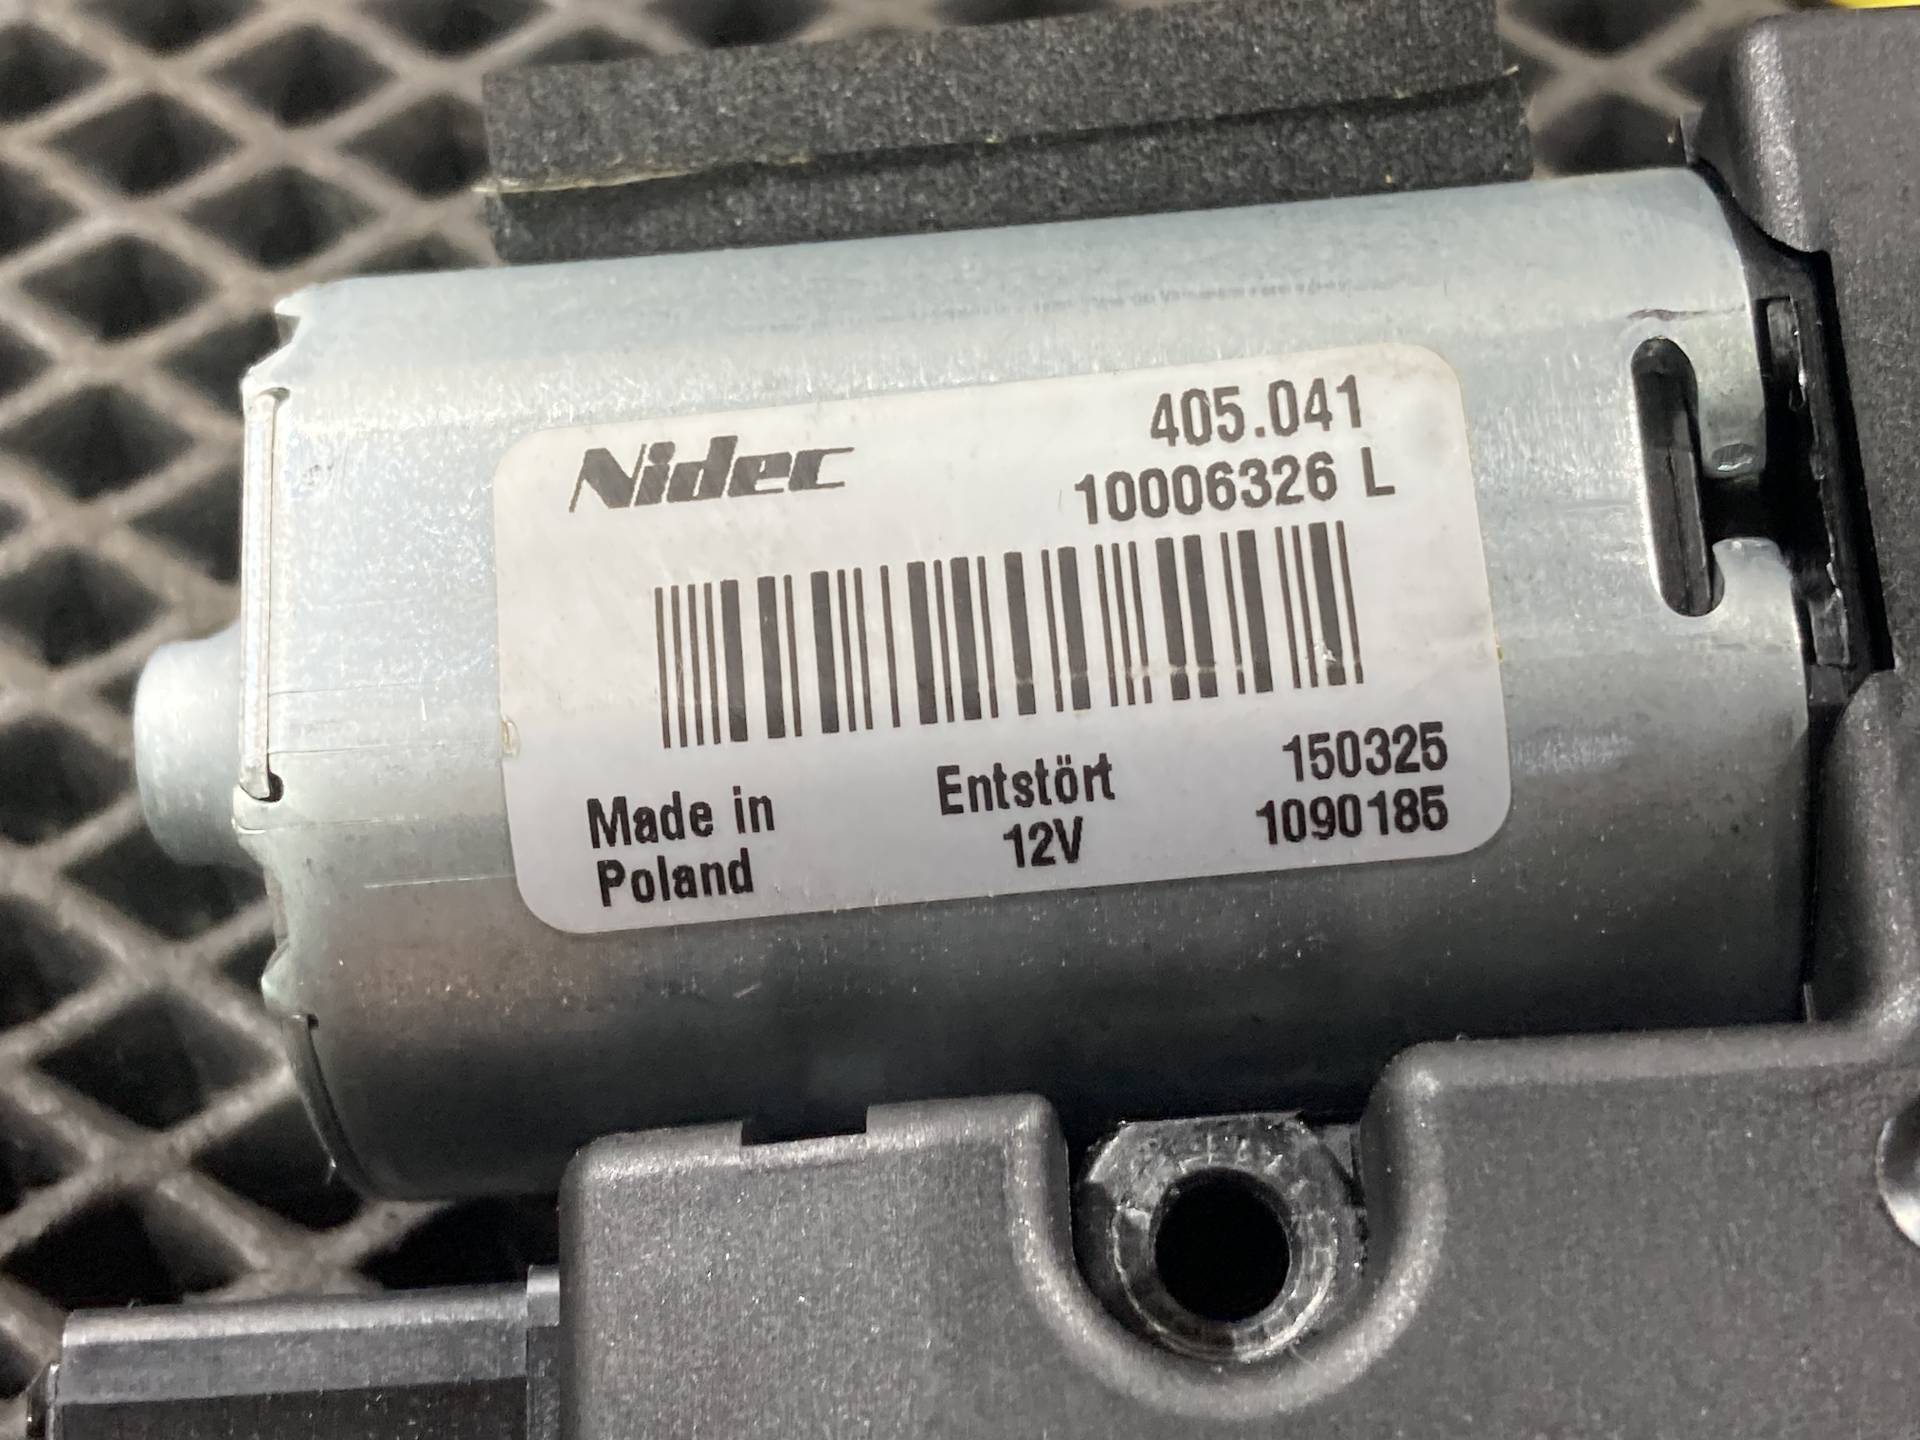 Nidec
405.041
10006326 L
Made in
Poland
Entstört
12V
150325
1090185